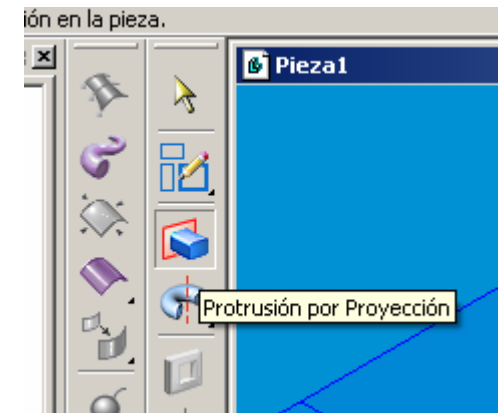 ión en la pieza.
Pieza1
Protrusión por Proyección